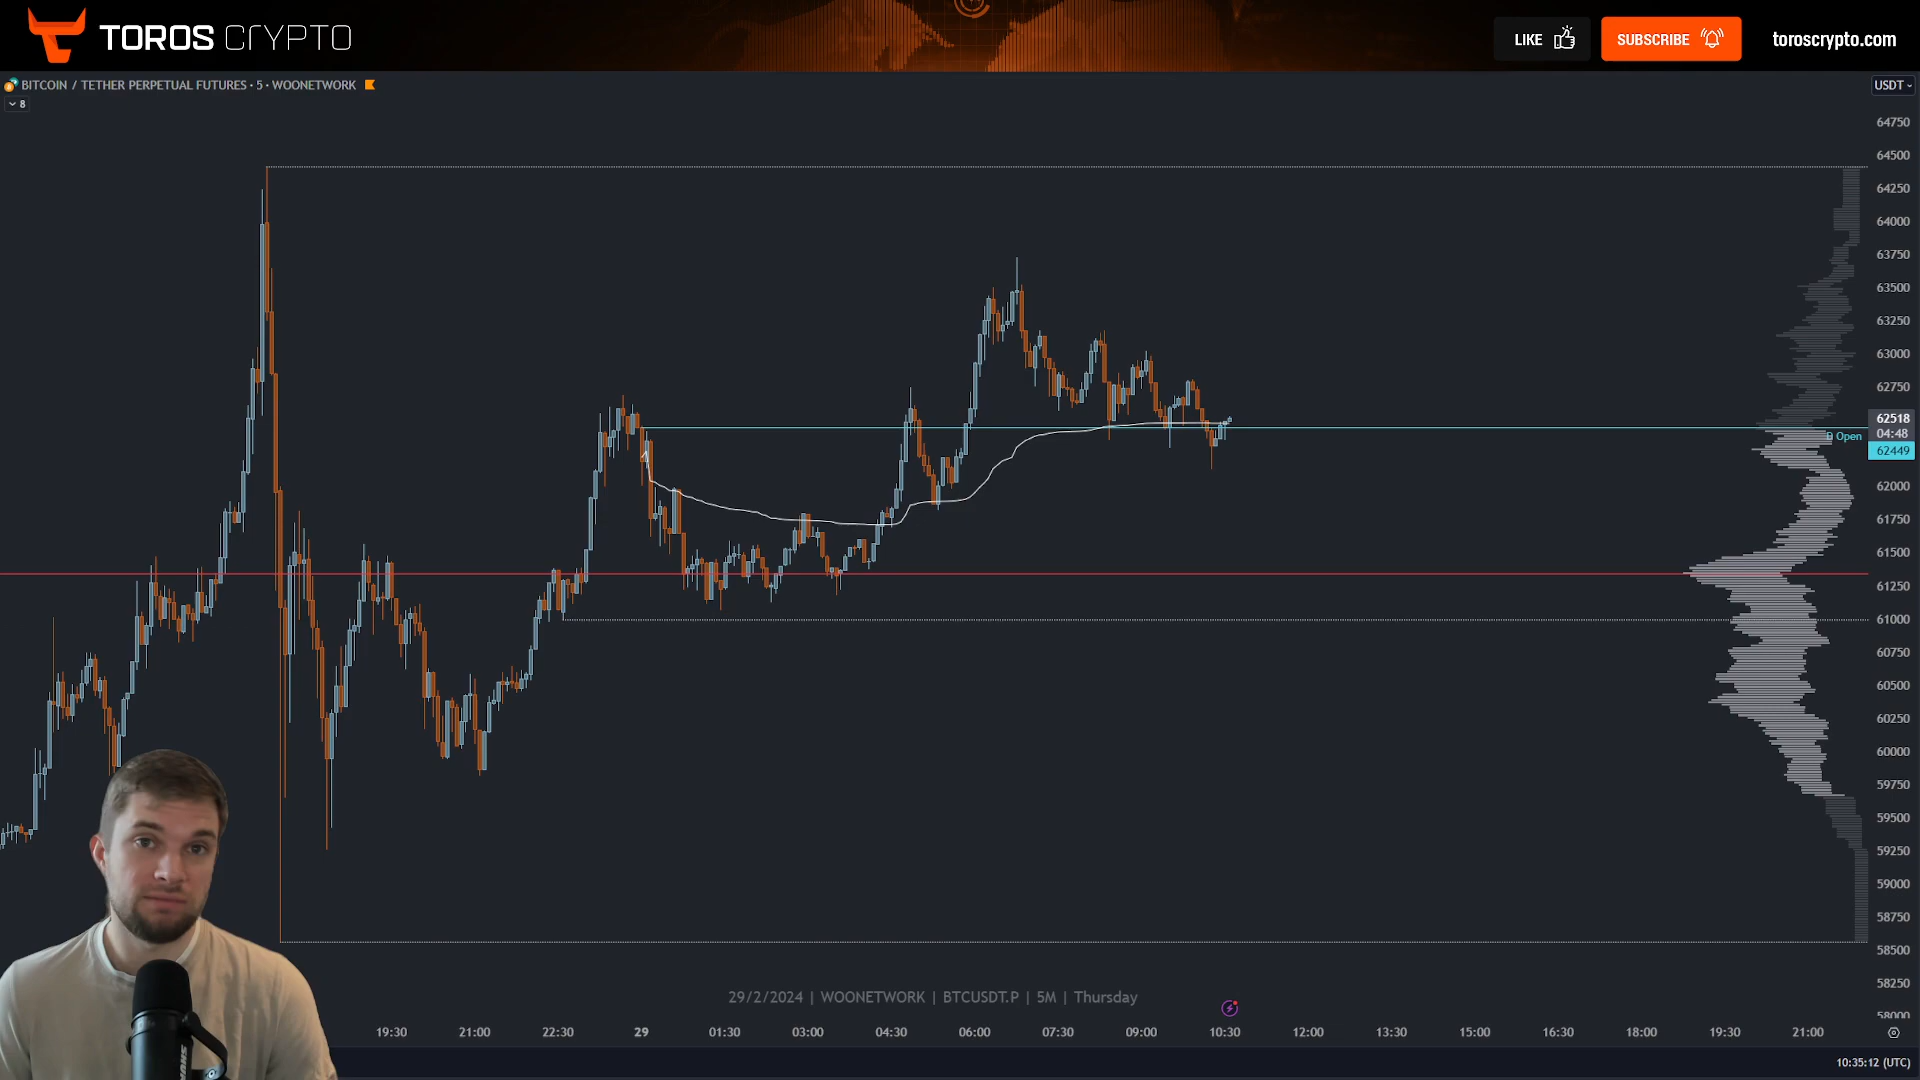 TOROS CRYPTO
LIKE
SUBSCRIBE
toroscrypto.com
BITCOIN / TETHER PERPETUAL FUTURES · 5 · WOONETWORK
USDT
8
64750
64500
64250
64000
63750
63500
63250
63000
62750
62518
04:48
D Open
62449
62000
61750
61500
61250
61000
60750
60500
60250
60000
59750
59500
59250
59000
58750
58500
58250
58000
29/2/2024 | WOONETWORK | BTCUSDT.P | 5M | Thursday
19:30 21:00 22:30 29 01:30 03:00 04:30 06:00 07:30 09:00 10:30 12:00 13:30 15:00 16:30 18:00 19:30 21:00
10:35:12 (UTC)
SHURE